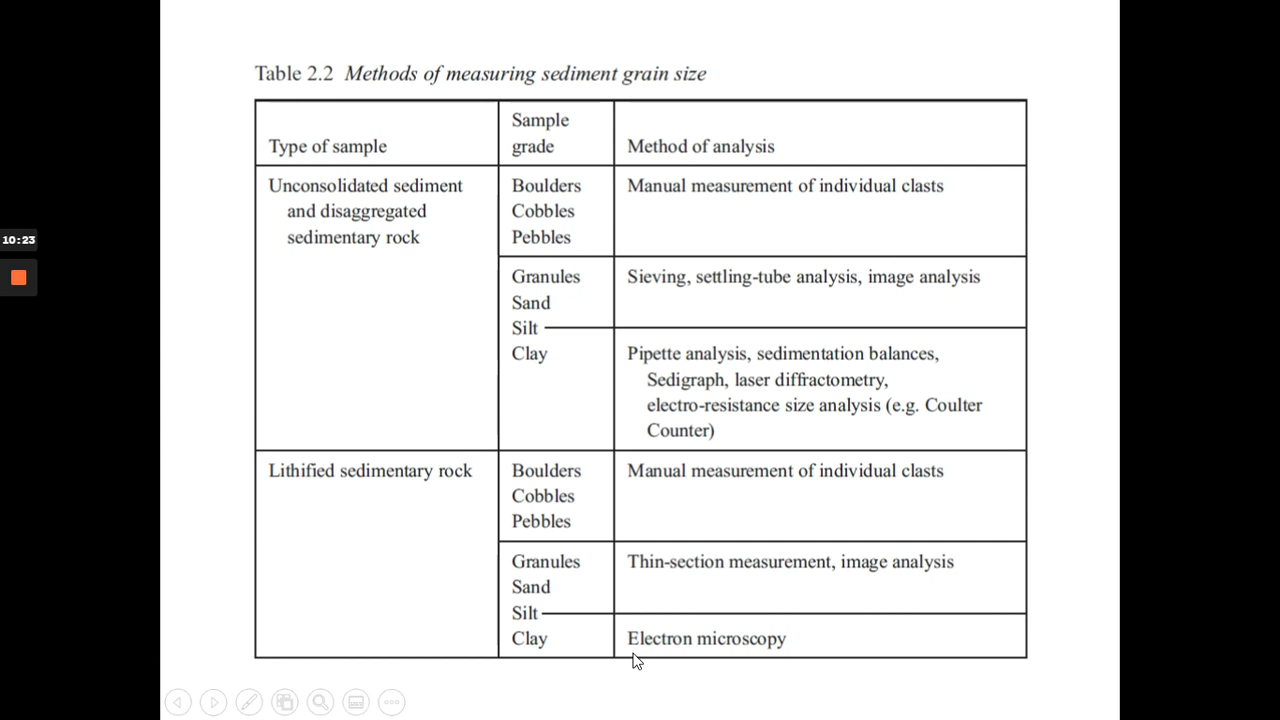 Table 2.2 Methods of measuring sediment grain size
Sample
Type of sample grade Method of analysis
Unconsolidated sediment Boulders Manual measurement of individual clasts
and disaggregated Cobbles
sedimentary rock Pebbles
10:23
Granules Sieving, settling-tube analysis, image analysis
Sand
Silt
Clay Pipette analysis, sedimentation balances,
Sedigraph, laser diffractometry,
electro-resistance size analysis (e.g. Coulter
Counter)
Lithified sedimentary rock Boulders Manual measurement of individual clasts
Cobbles
Pebbles
Granules Thin-section measurement, image analysis
Sand
Silt
Clay Electron microscopy